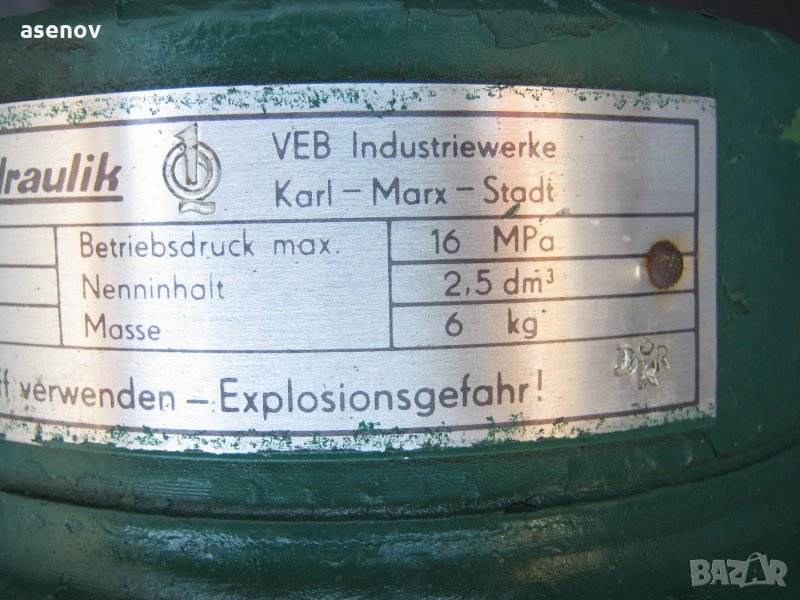 asenov
draulik
VEB Industriewerke
Karl-Marx-Stadt
Betriebsdruck max. 16 MPa
Nenninhalt 2,5 dm³
Masse 6 kg
ff verwenden – Explosionsgefahr!
BAZAR